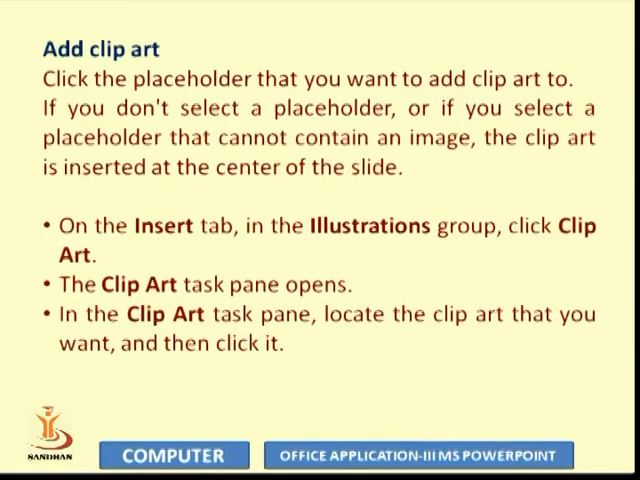 Add clip art
Click the placeholder that you want to add clip art to.
If you don't select a placeholder, or if you select a
placeholder that cannot contain an image, the clip art
is inserted at the center of the slide.
• On the Insert tab, in the Illustrations group, click Clip
Art.
• The Clip Art task pane opens.
• In the Clip Art task pane, locate the clip art that you
want, and then click it.
SANDHAN
COMPUTER
OFFICE APPLICATION-III MS POWERPOINT